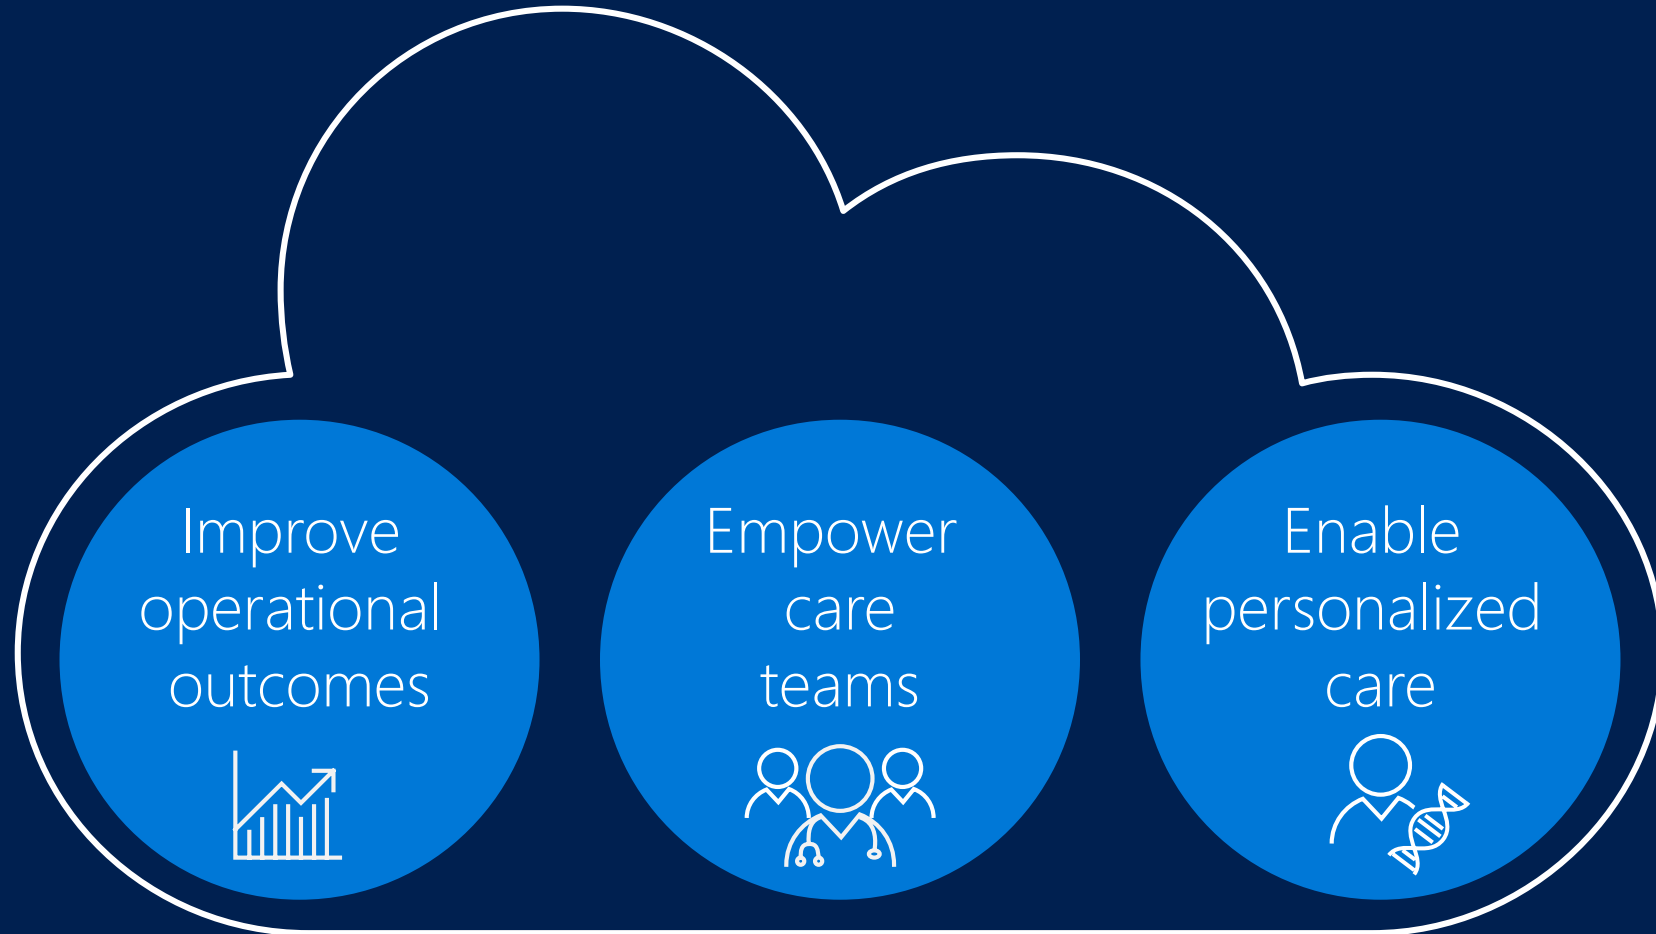 Improve
operational
outcomes
Empower
care
teams
Enable
personalized
care